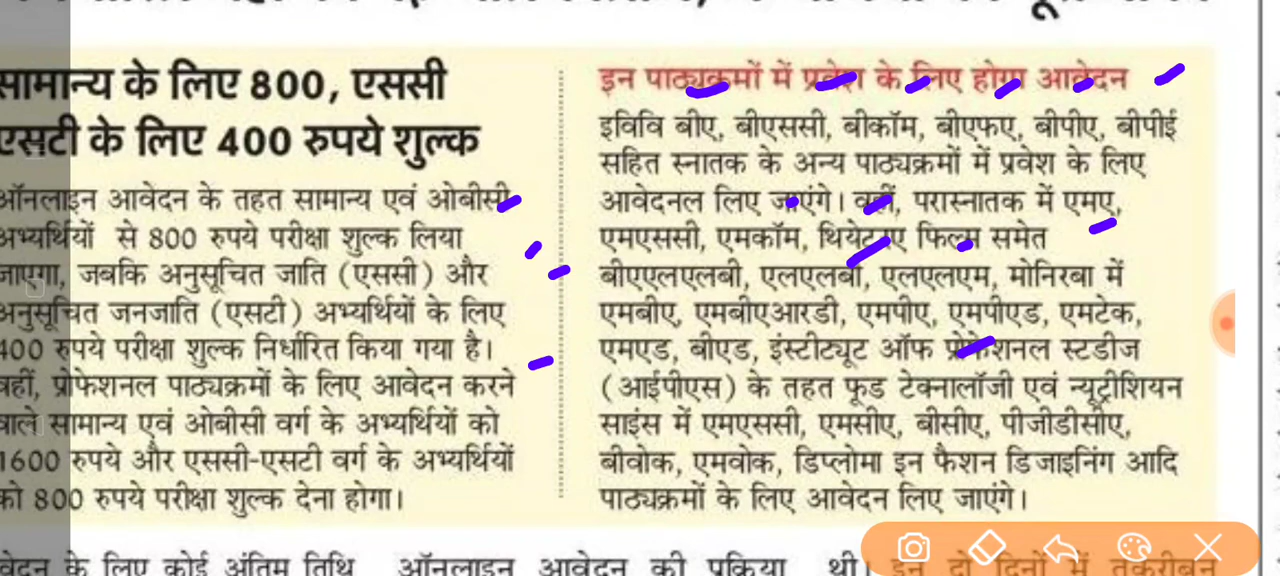 सामान्य के लिए 800, एससी
एसटी के लिए 400 रुपये शुल्क
ऑनलाइन आवेदन के तहत सामान्य एवं ओबीसी
अभ्यर्थियों से 800 रुपये परीक्षा शुल्क लिया
जाएगा, जबकि अनुसूचित जाति (एससी) और
अनुसूचित जनजाति (एसटी) अभ्यर्थियों के लिए
400 रुपये परीक्षा शुल्क निर्धारित किया गया है।
वहीं, प्रोफेशनल पाठ्यक्रमों के लिए आवेदन करने
वाले सामान्य एवं ओबीसी वर्ग के अभ्यर्थियों को
1600 रुपये और एससी-एसटी वर्ग के अभ्यर्थियों
को 800 रुपये परीक्षा शुल्क देना होगा।
इन पाठ्यक्रमों में प्रवेश के लिए होगा आवेदन
इविवि बीए, बीएससी, बीकॉम, बीएफए, बीपीए, बीपीई
सहित स्नातक के अन्य पाठ्यक्रमों में प्रवेश के लिए
आवेदनल लिए जाएंगे। वहीं, परास्नातक में एमए,
एमएससी, एमकॉम, थियेटरए फिल्म समेत
बीएएलएलबी, एलएलबी, एलएलएम, मोनिरबा में
एमबीए, एमबीएआरडी, एमपीए, एमपीएड, एमटेक,
एमएड, बीएड, इंस्टीट्यूट ऑफ प्रोफेशनल स्टडीज
(आईपीएस) के तहत फूड टेक्नालॉजी एवं न्यूट्रीशियन
साइंस में एमएससी, एमसीए, बीसीए, पीजीडीसीए,
बीवोक, एमवोक, डिप्लोमा इन फैशन डिजाइनिंग आदि
पाठ्यक्रमों के लिए आवेदन लिए जाएंगे।
वेदन के लिए कोई अंतिम तिथि
ऑनलाइन आवेदन की प्रक्रिया
थी। इन दो दिनों में तकरीबन